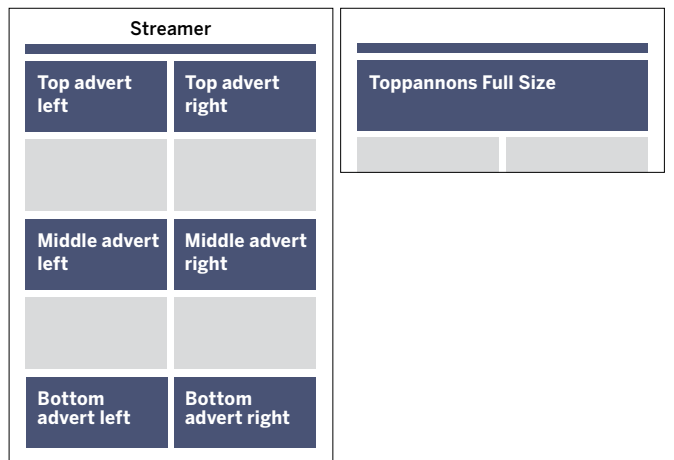 Streamer
Top advert
left
Top advert
right
Middle advert
left
Middle advert
right
Bottom
advert left
Bottom
advert right
Toppannons Full Size